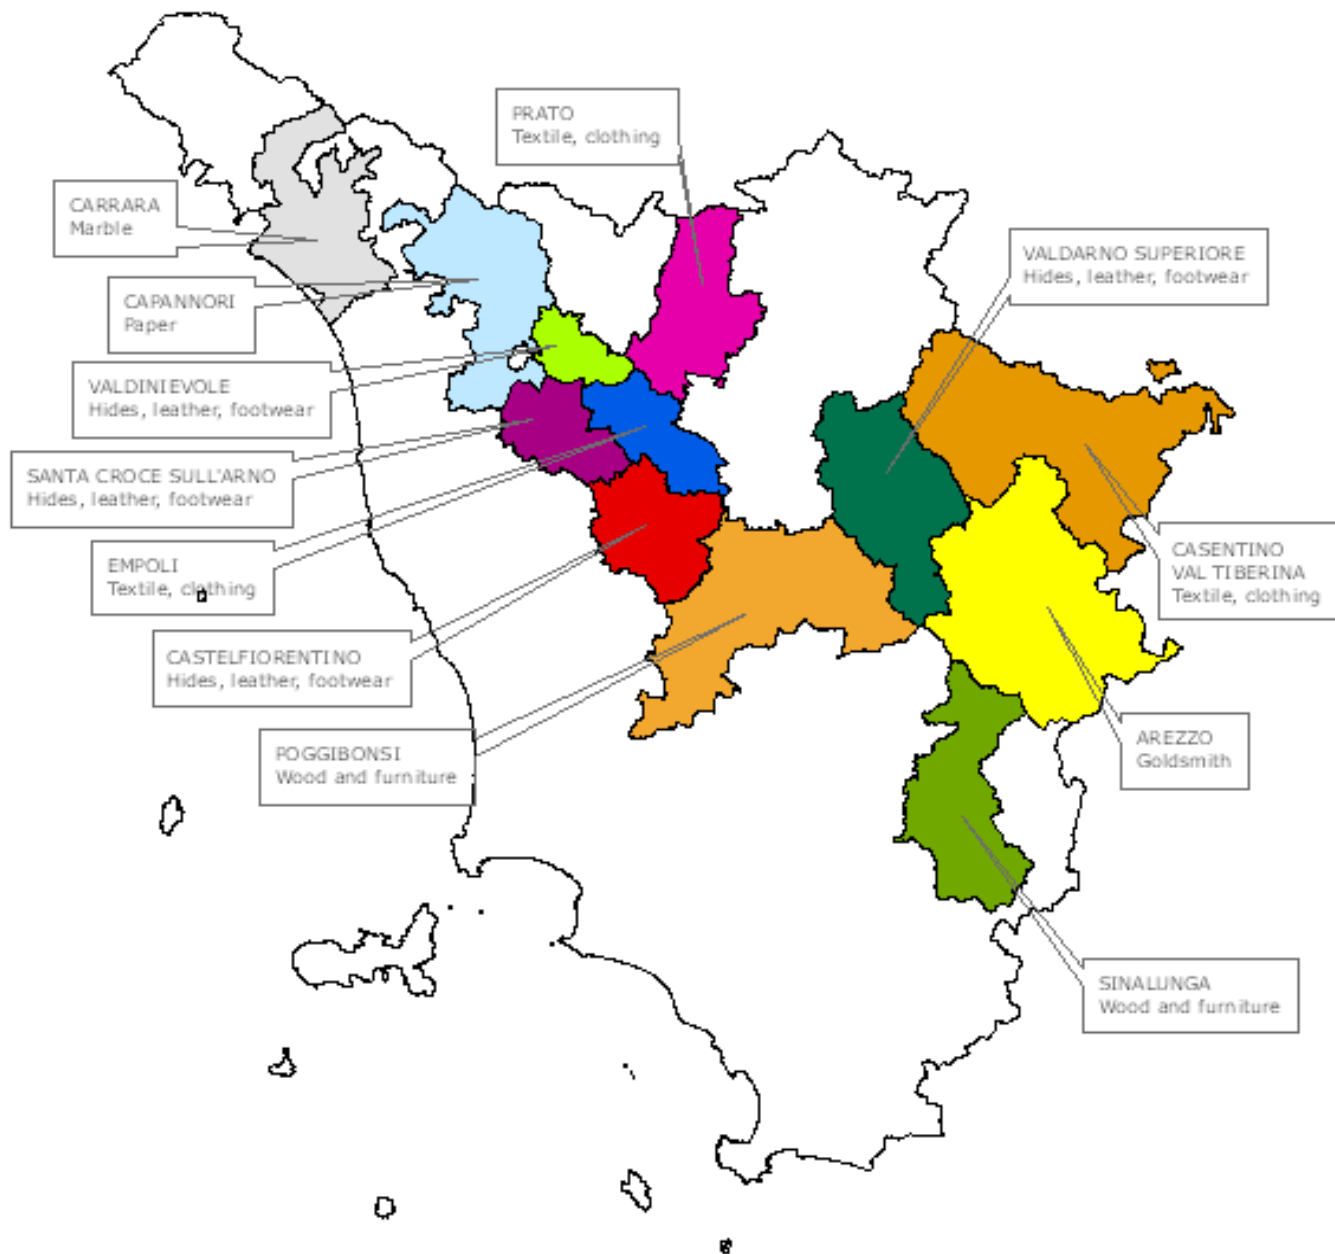 PRATO
Textile, clothing
CARRARA
Marble
VALDARNO SUPERIORE
Hides, leather, footwear
CAPANNORI
Paper
VALDINIEVOLE
Hides, leather, footwear
SANTA CROCE SULL'ARNO
Hides, leather, footwear
CASENTINO
VAL TIBERINA
Textile, clothing
EMPOLI
Textile, clothing
CASTELFIORENTINO
Hides, leather, footwear
POGGIBONSI
Wood and furniture
AREZZO
Goldsmith
SINALUNGA
Wood and furniture